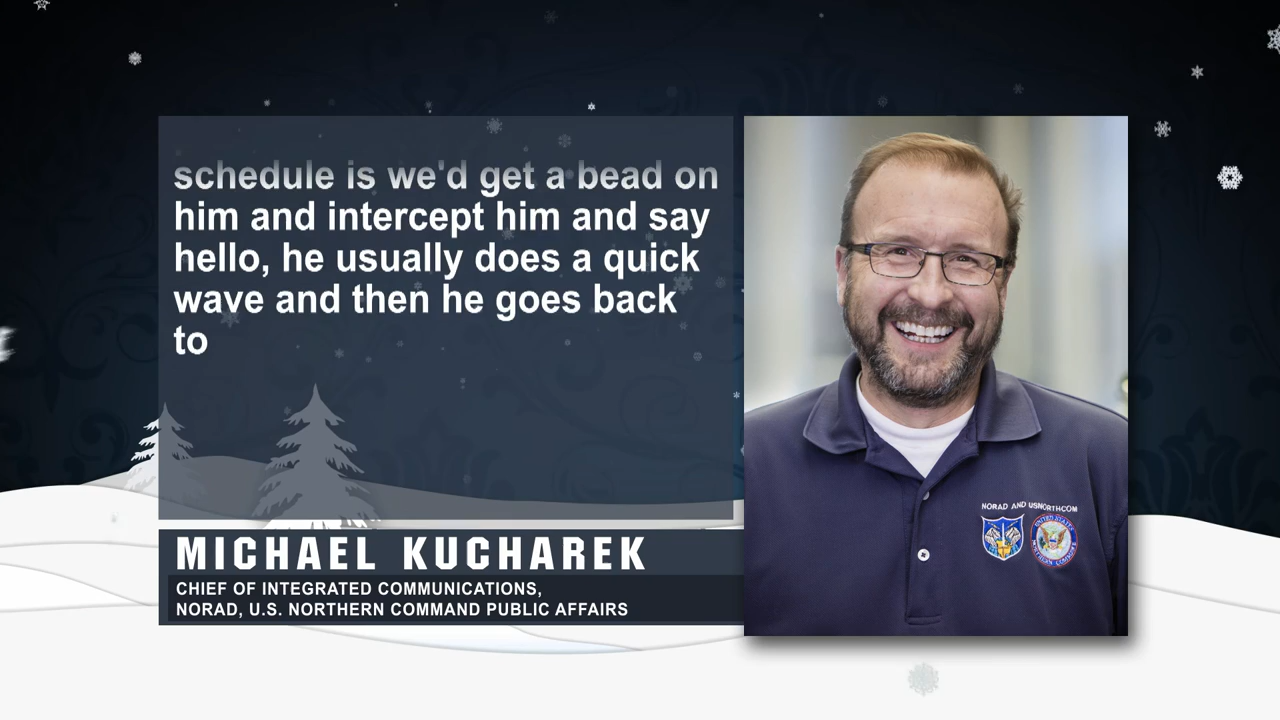 schedule is we'd get a bead on
him and intercept him and say
hello, he usually does a quick
wave and then he goes back
to
MICHAEL KUCHAREK
CHIEF OF INTEGRATED COMMUNICATIONS,
NORAD, U.S. NORTHERN COMMAND PUBLIC AFFAIRS
NORAD AND USNORTHCOM